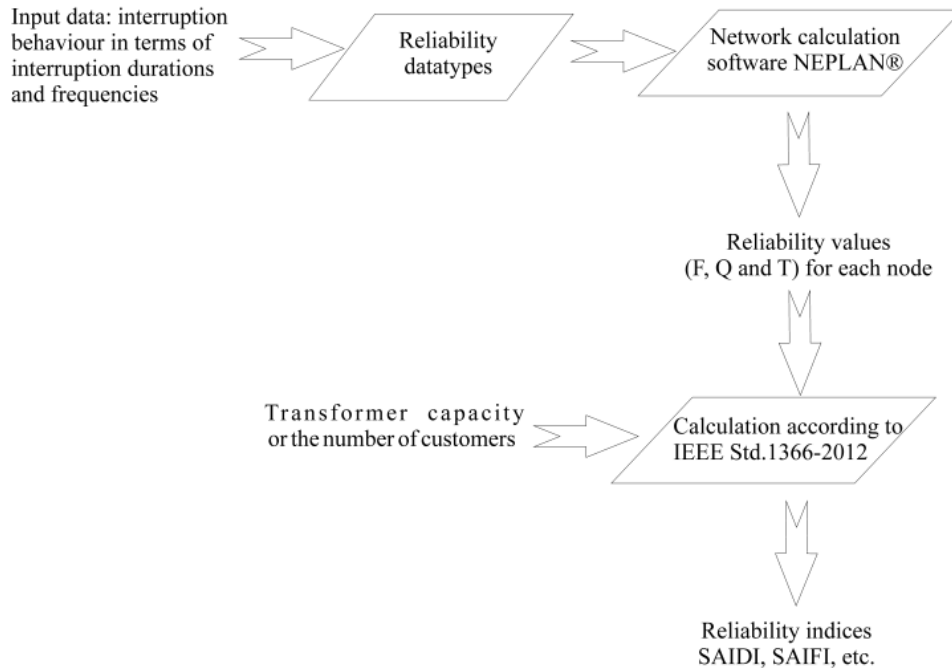 Input data: interruption
behaviour in terms of
interruption durations
and frequencies
Reliability
datatypes
Network calculation
software NEPLAN®
Reliability values
(F, Q and T) for each node
Transformer capacity
or the number of customers
Calculation according to
IEEE Std.1366-2012
Reliability indices
SAIDI, SAIFI, etc.